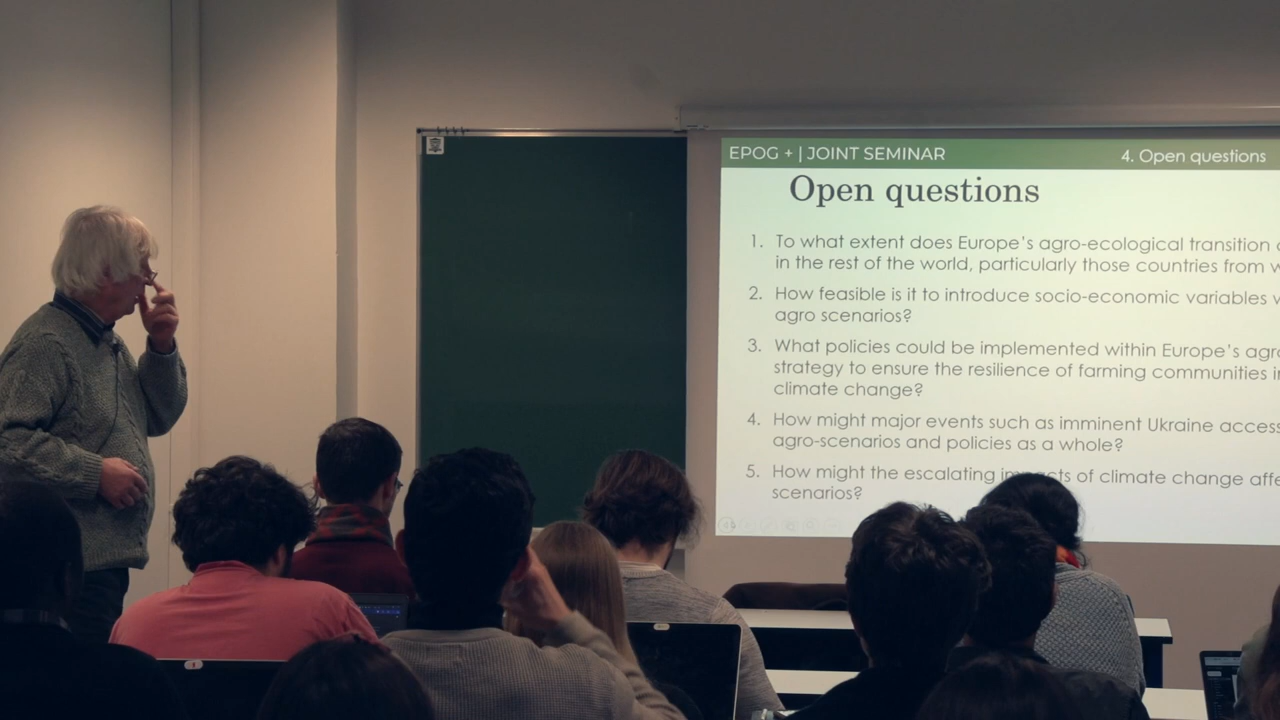 EPOG + | JOINT SEMINAR
4. Open questions
Open questions
1. To what extent does Europe's agro-ecological transition
in the rest of the world, particularly those countries from
2. How feasible is it to introduce socio-economic variables
agro scenarios?
3. What policies could be implemented within Europe's
strategy to ensure the resilience of farming communities
climate change?
4. How might major events such as imminent Ukraine
agro-scenarios and policies as a whole?
5. How might the escalating impacts of climate change
scenarios?